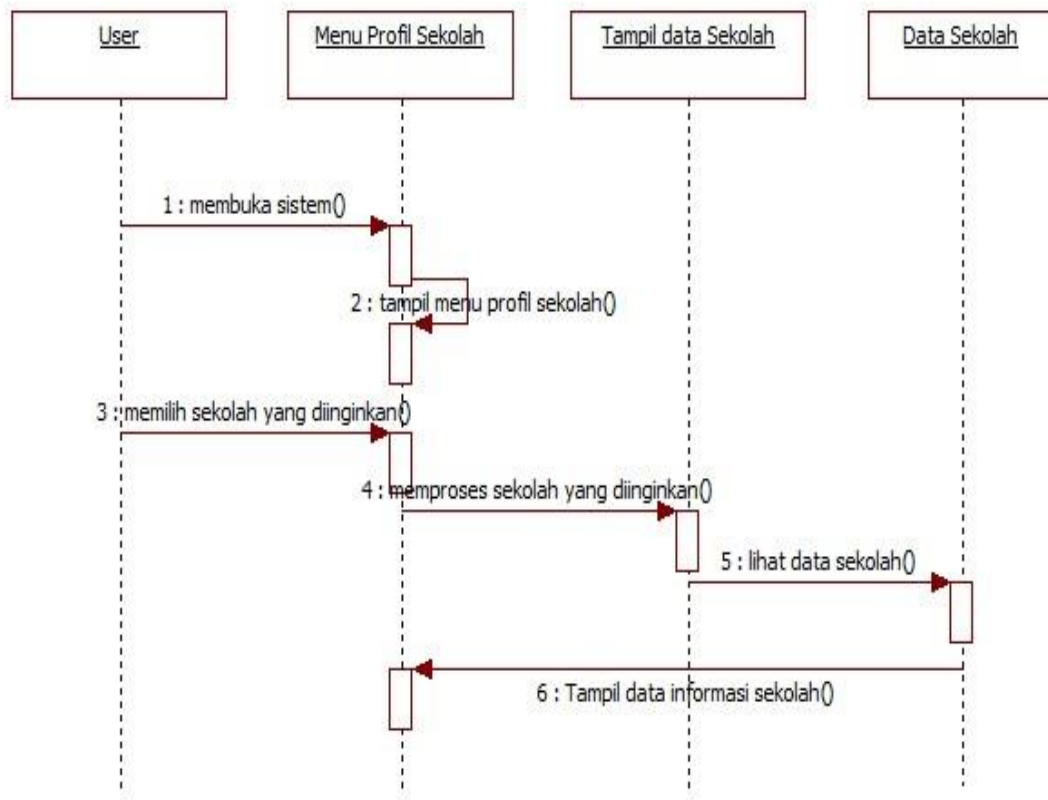 User
Menu Profil Sekolah
Tampil data Sekolah
Data Sekolah
1 : membuka sistem()
2 : tampil menu profil sekolah()
3 : memilih sekolah yang diinginkan()
4 : memproses sekolah yang diinginkan()
5 : lihat data sekolah()
6 : Tampil data informasi sekolah()